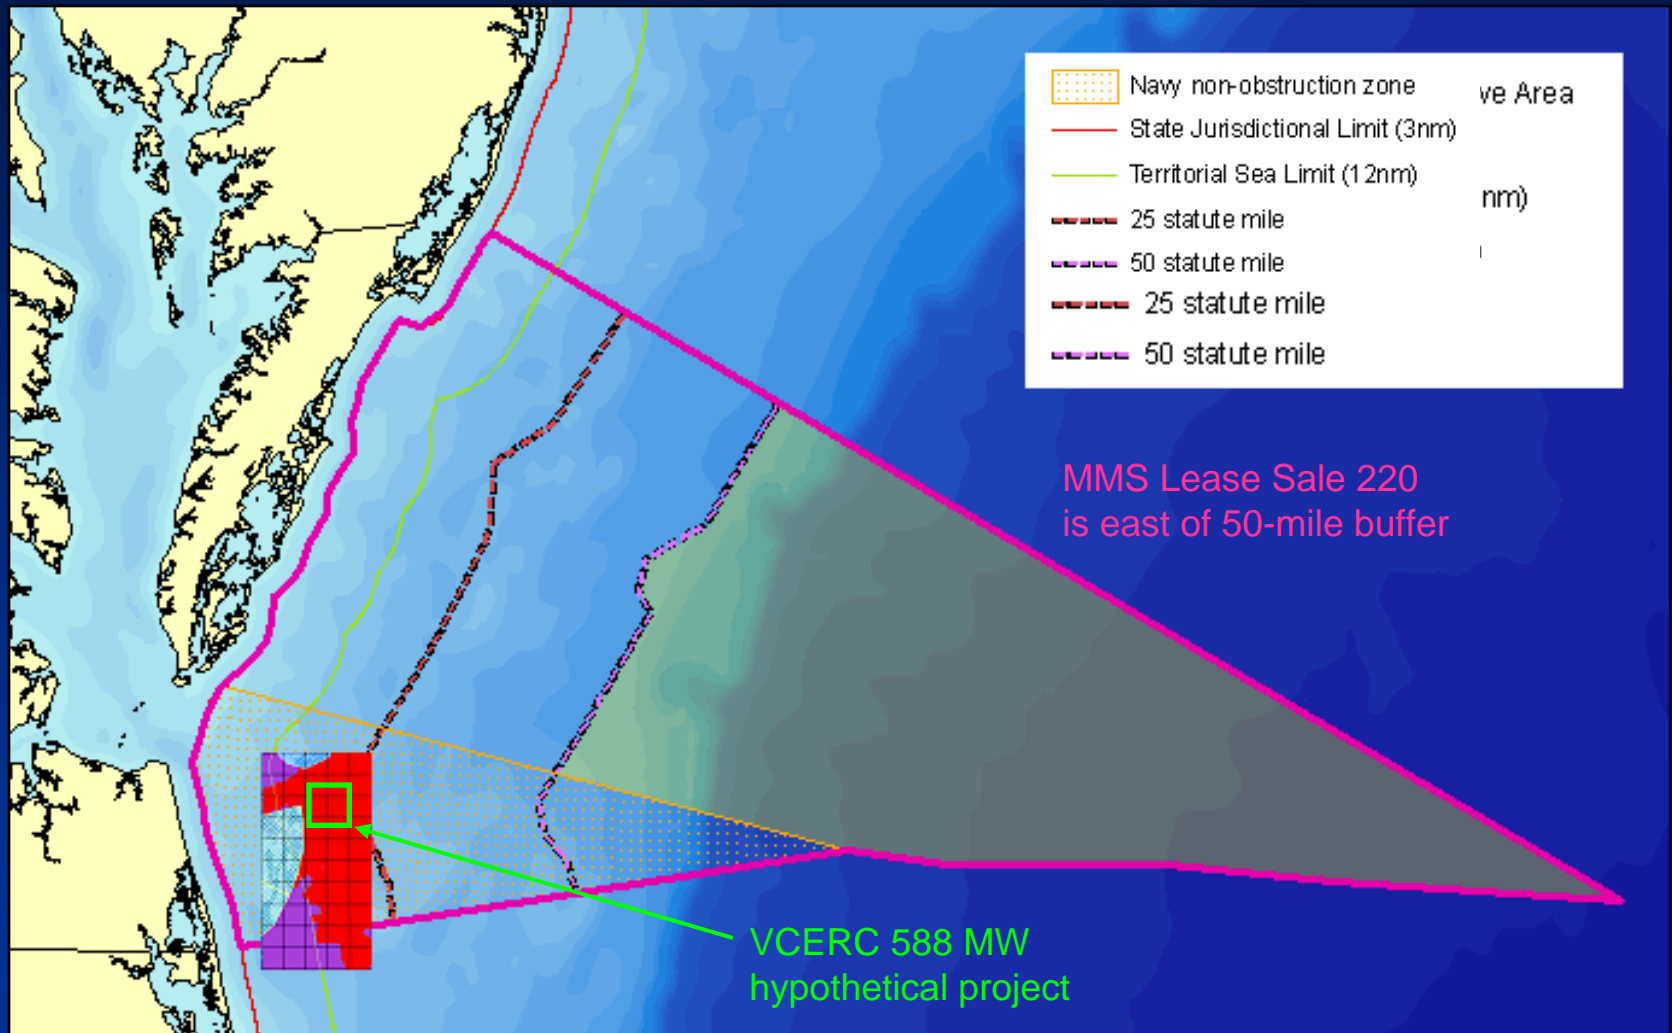 Navy non-obstruction zone
ve Area
State Jurisdictional Limit (3nm)
Territorial Sea Limit (12nm)
nm)
25 statute mile
50 statute mile
25 statute mile
50 statute mile
MMS Lease Sale 220
is east of 50-mile buffer
VCERC 588 MW
hypothetical project